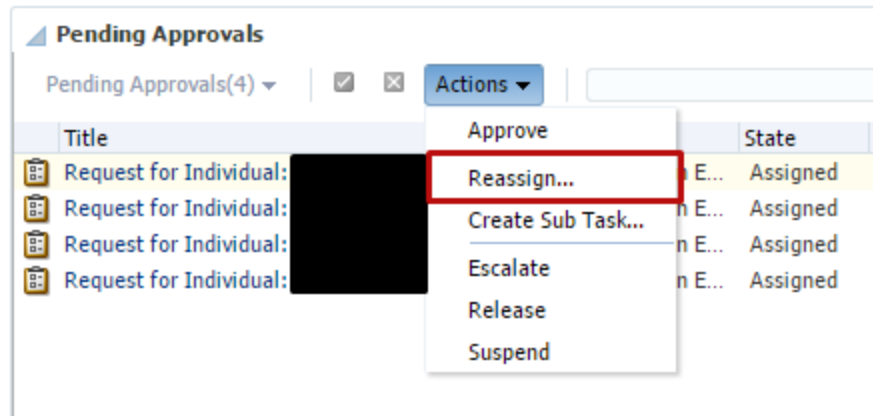 Pending Approvals
Pending Approvals(4) Actions
Approve
Title State
Reassign...
Request for Individual: E... Assigned
Create Sub Task...
Request for Individual: n E... Assigned
Request for Individual: n E... Assigned
Escalate
Request for Individual: n E... Assigned
Release
Suspend